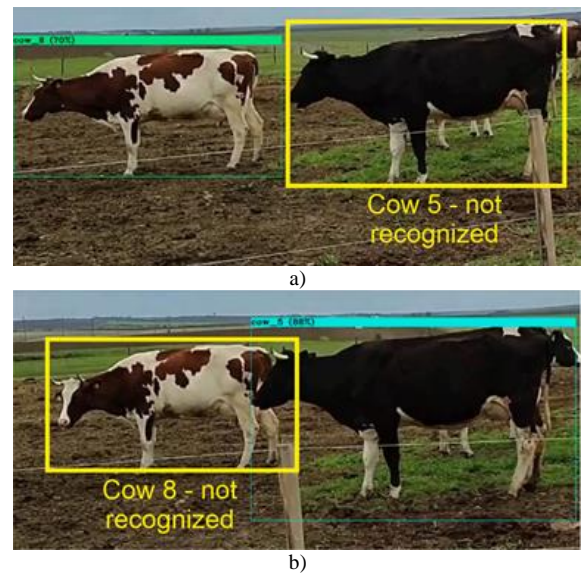 cow_8 (70%)
Cow 5 - not
recognized
a)
cow_5 (88%)
Cow 8 - not
recognized
b)